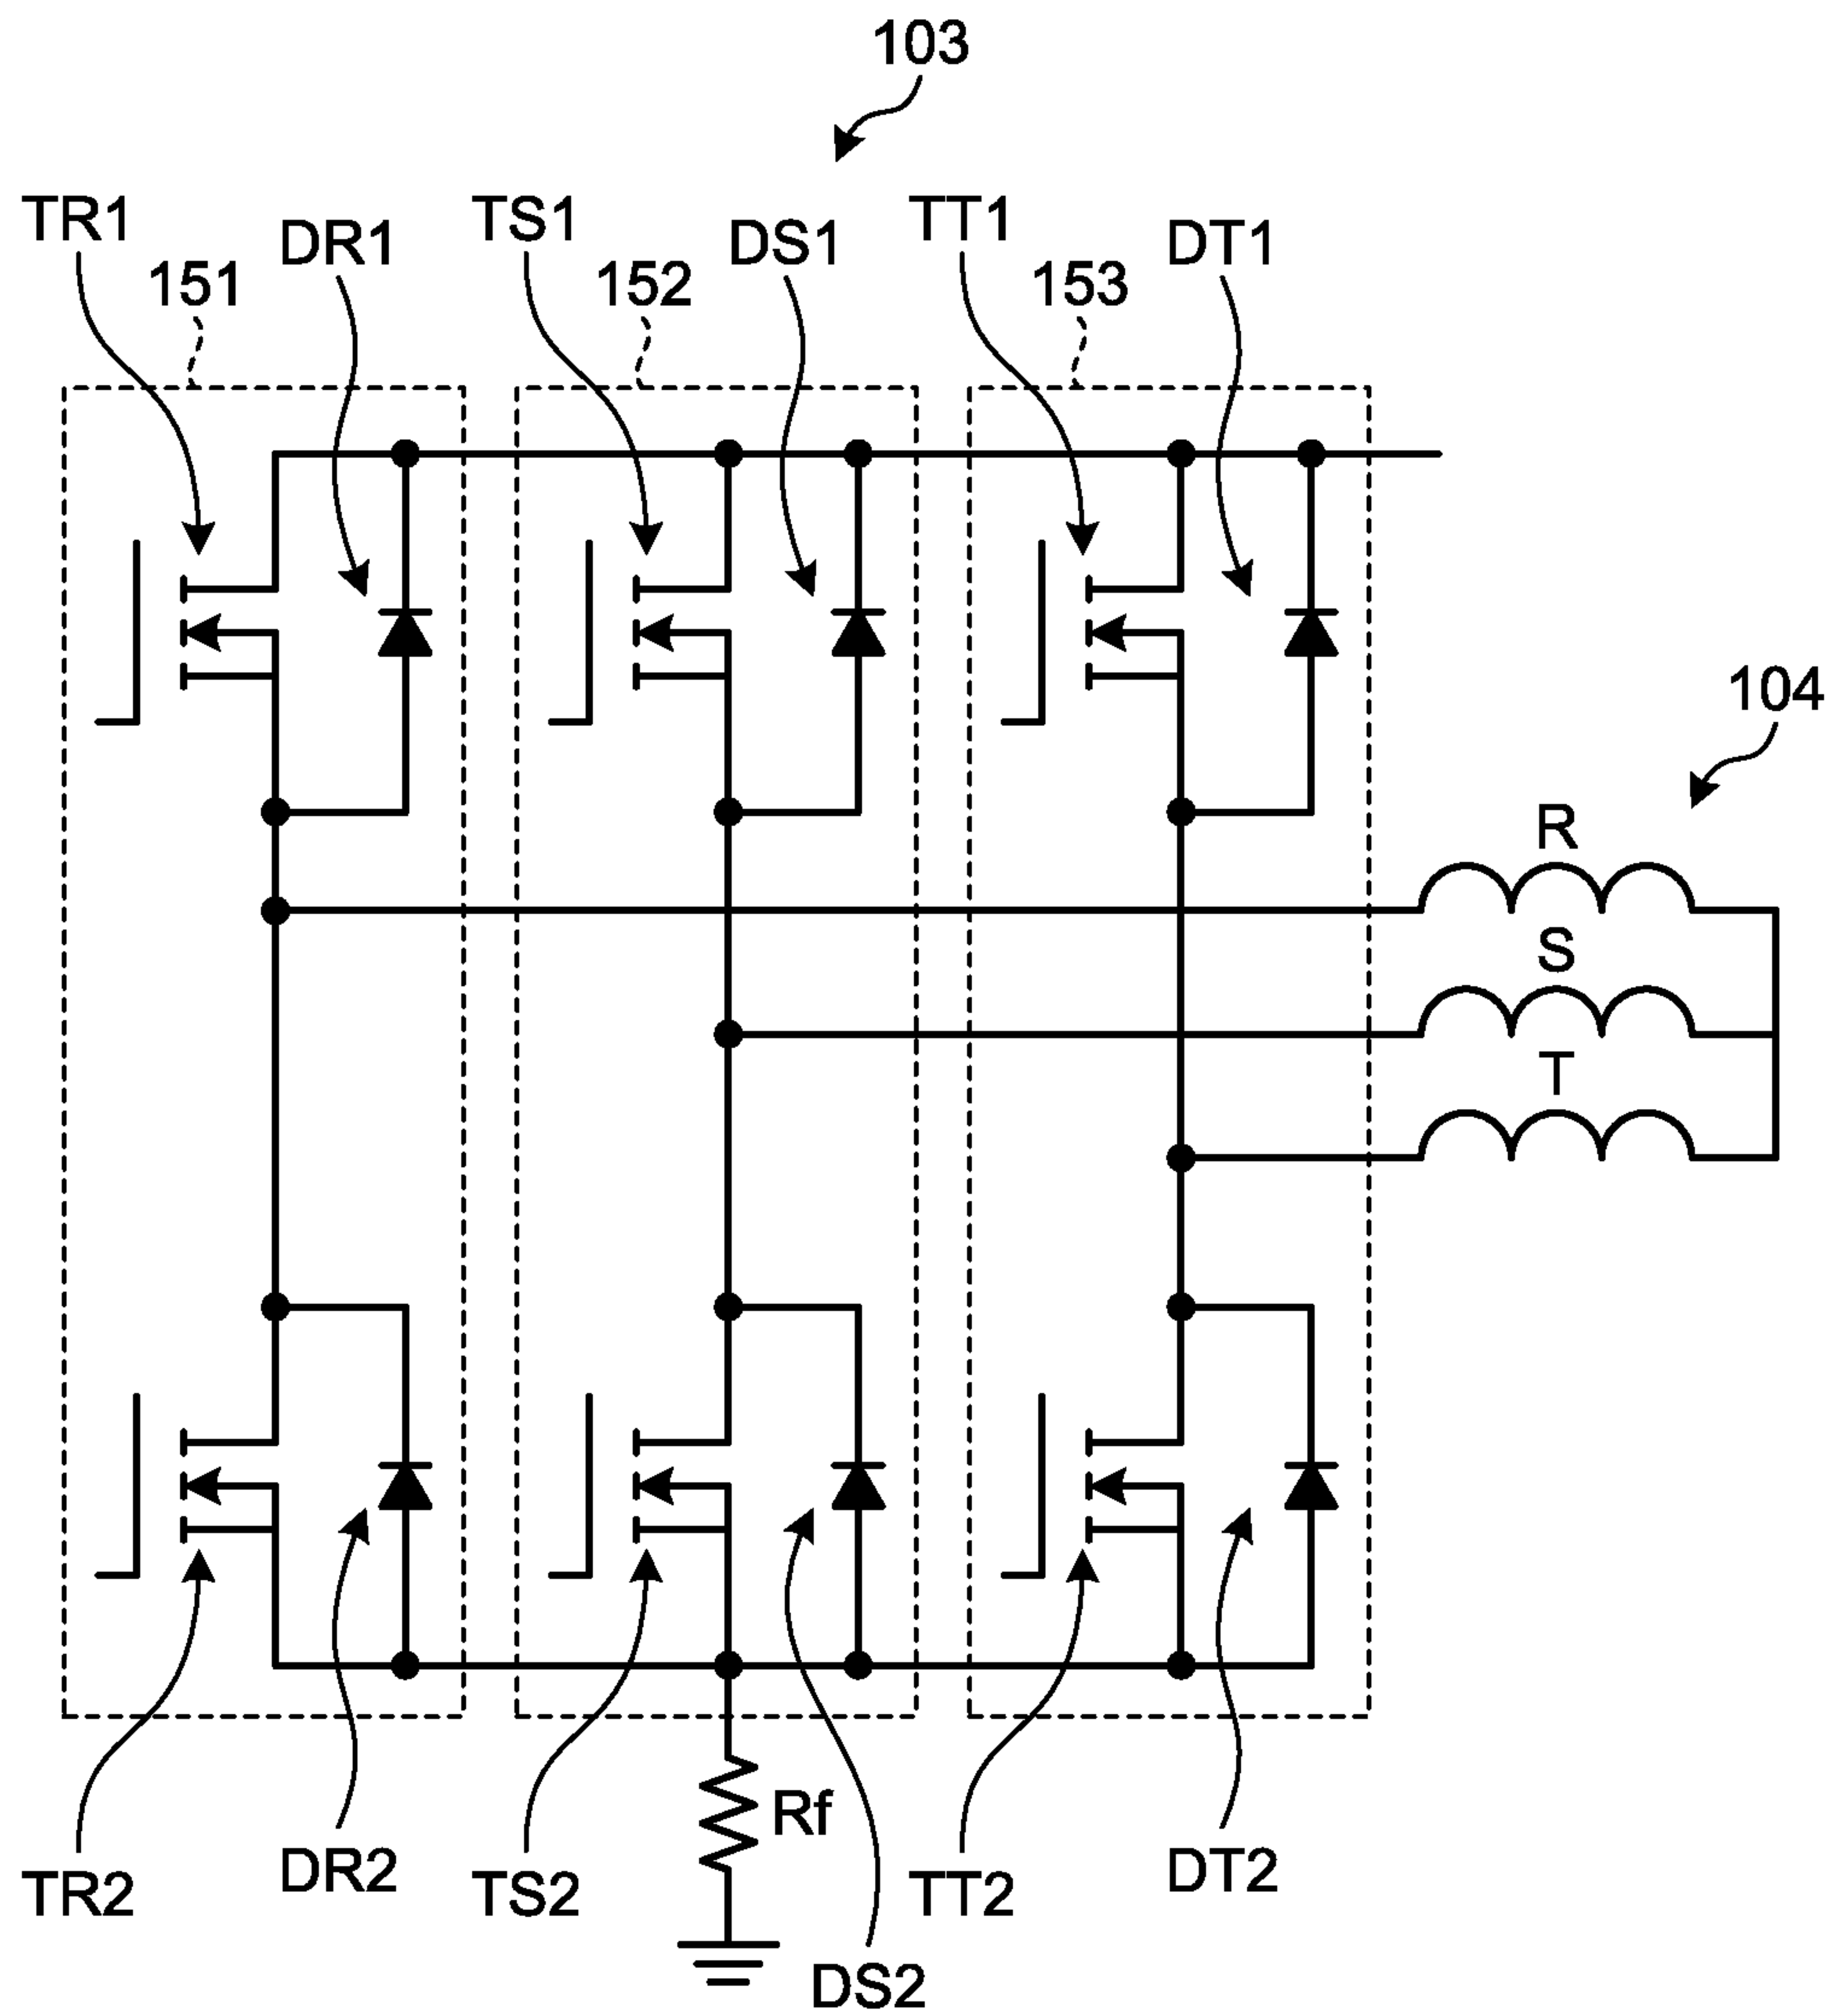 103
TR1
DR1
TS1
DS1
TT1
DT1
151
152
153
104
R
S
T
Rf
TR2
DR2
TS2
DS2
TT2
DT2